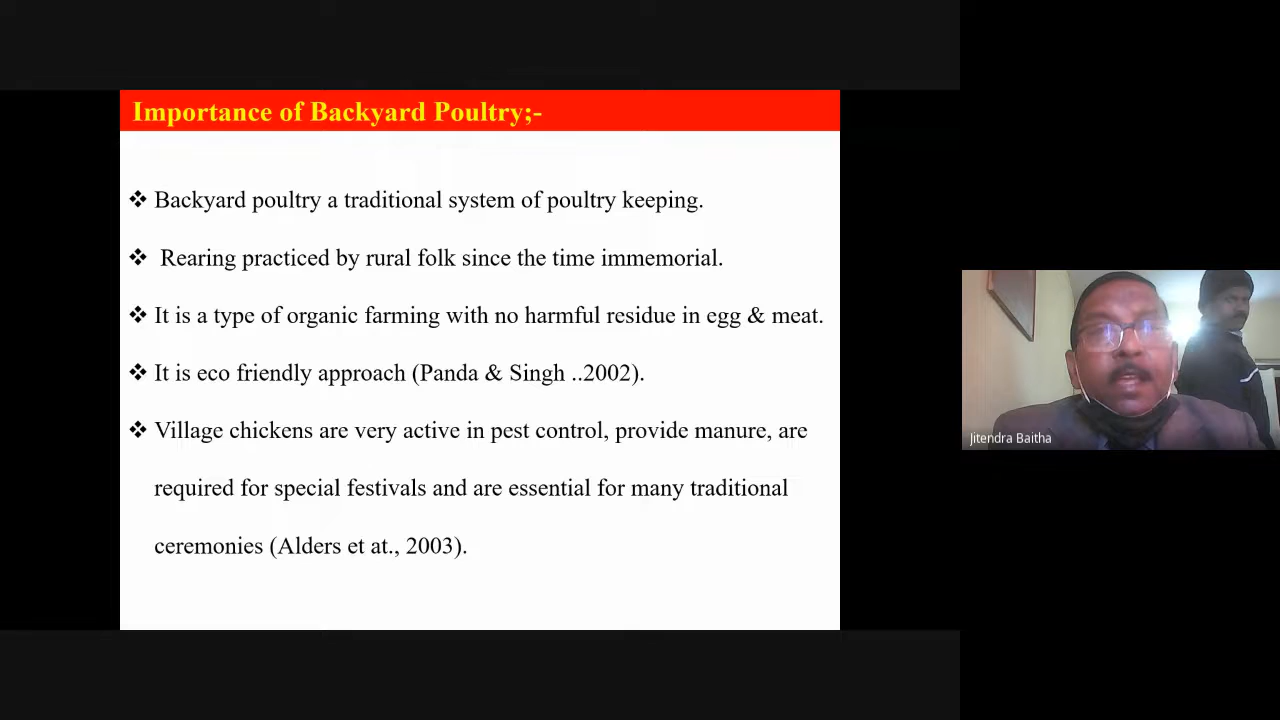 Importance of Backyard Poultry;-
❖ Backyard poultry a traditional system of poultry keeping.
❖ Rearing practiced by rural folk since the time immemorial.
❖ It is a type of organic farming with no harmful residue in egg & meat.
❖ It is eco friendly approach (Panda & Singh ..2002).
❖ Village chickens are very active in pest control, provide manure, are
required for special festivals and are essential for many traditional
ceremonies (Alders et at., 2003).
Jitendra Baitha